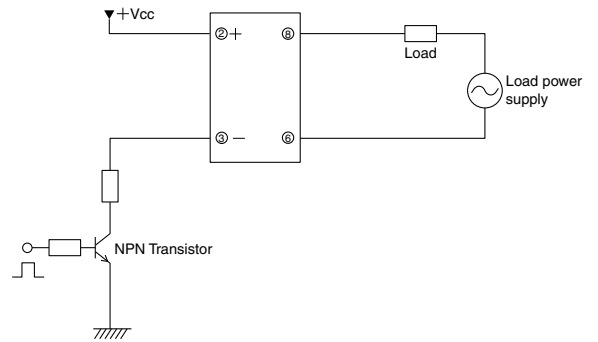 +Vcc
② +
⑧
Load
Load power
supply
③ −
⑥
NPN Transistor